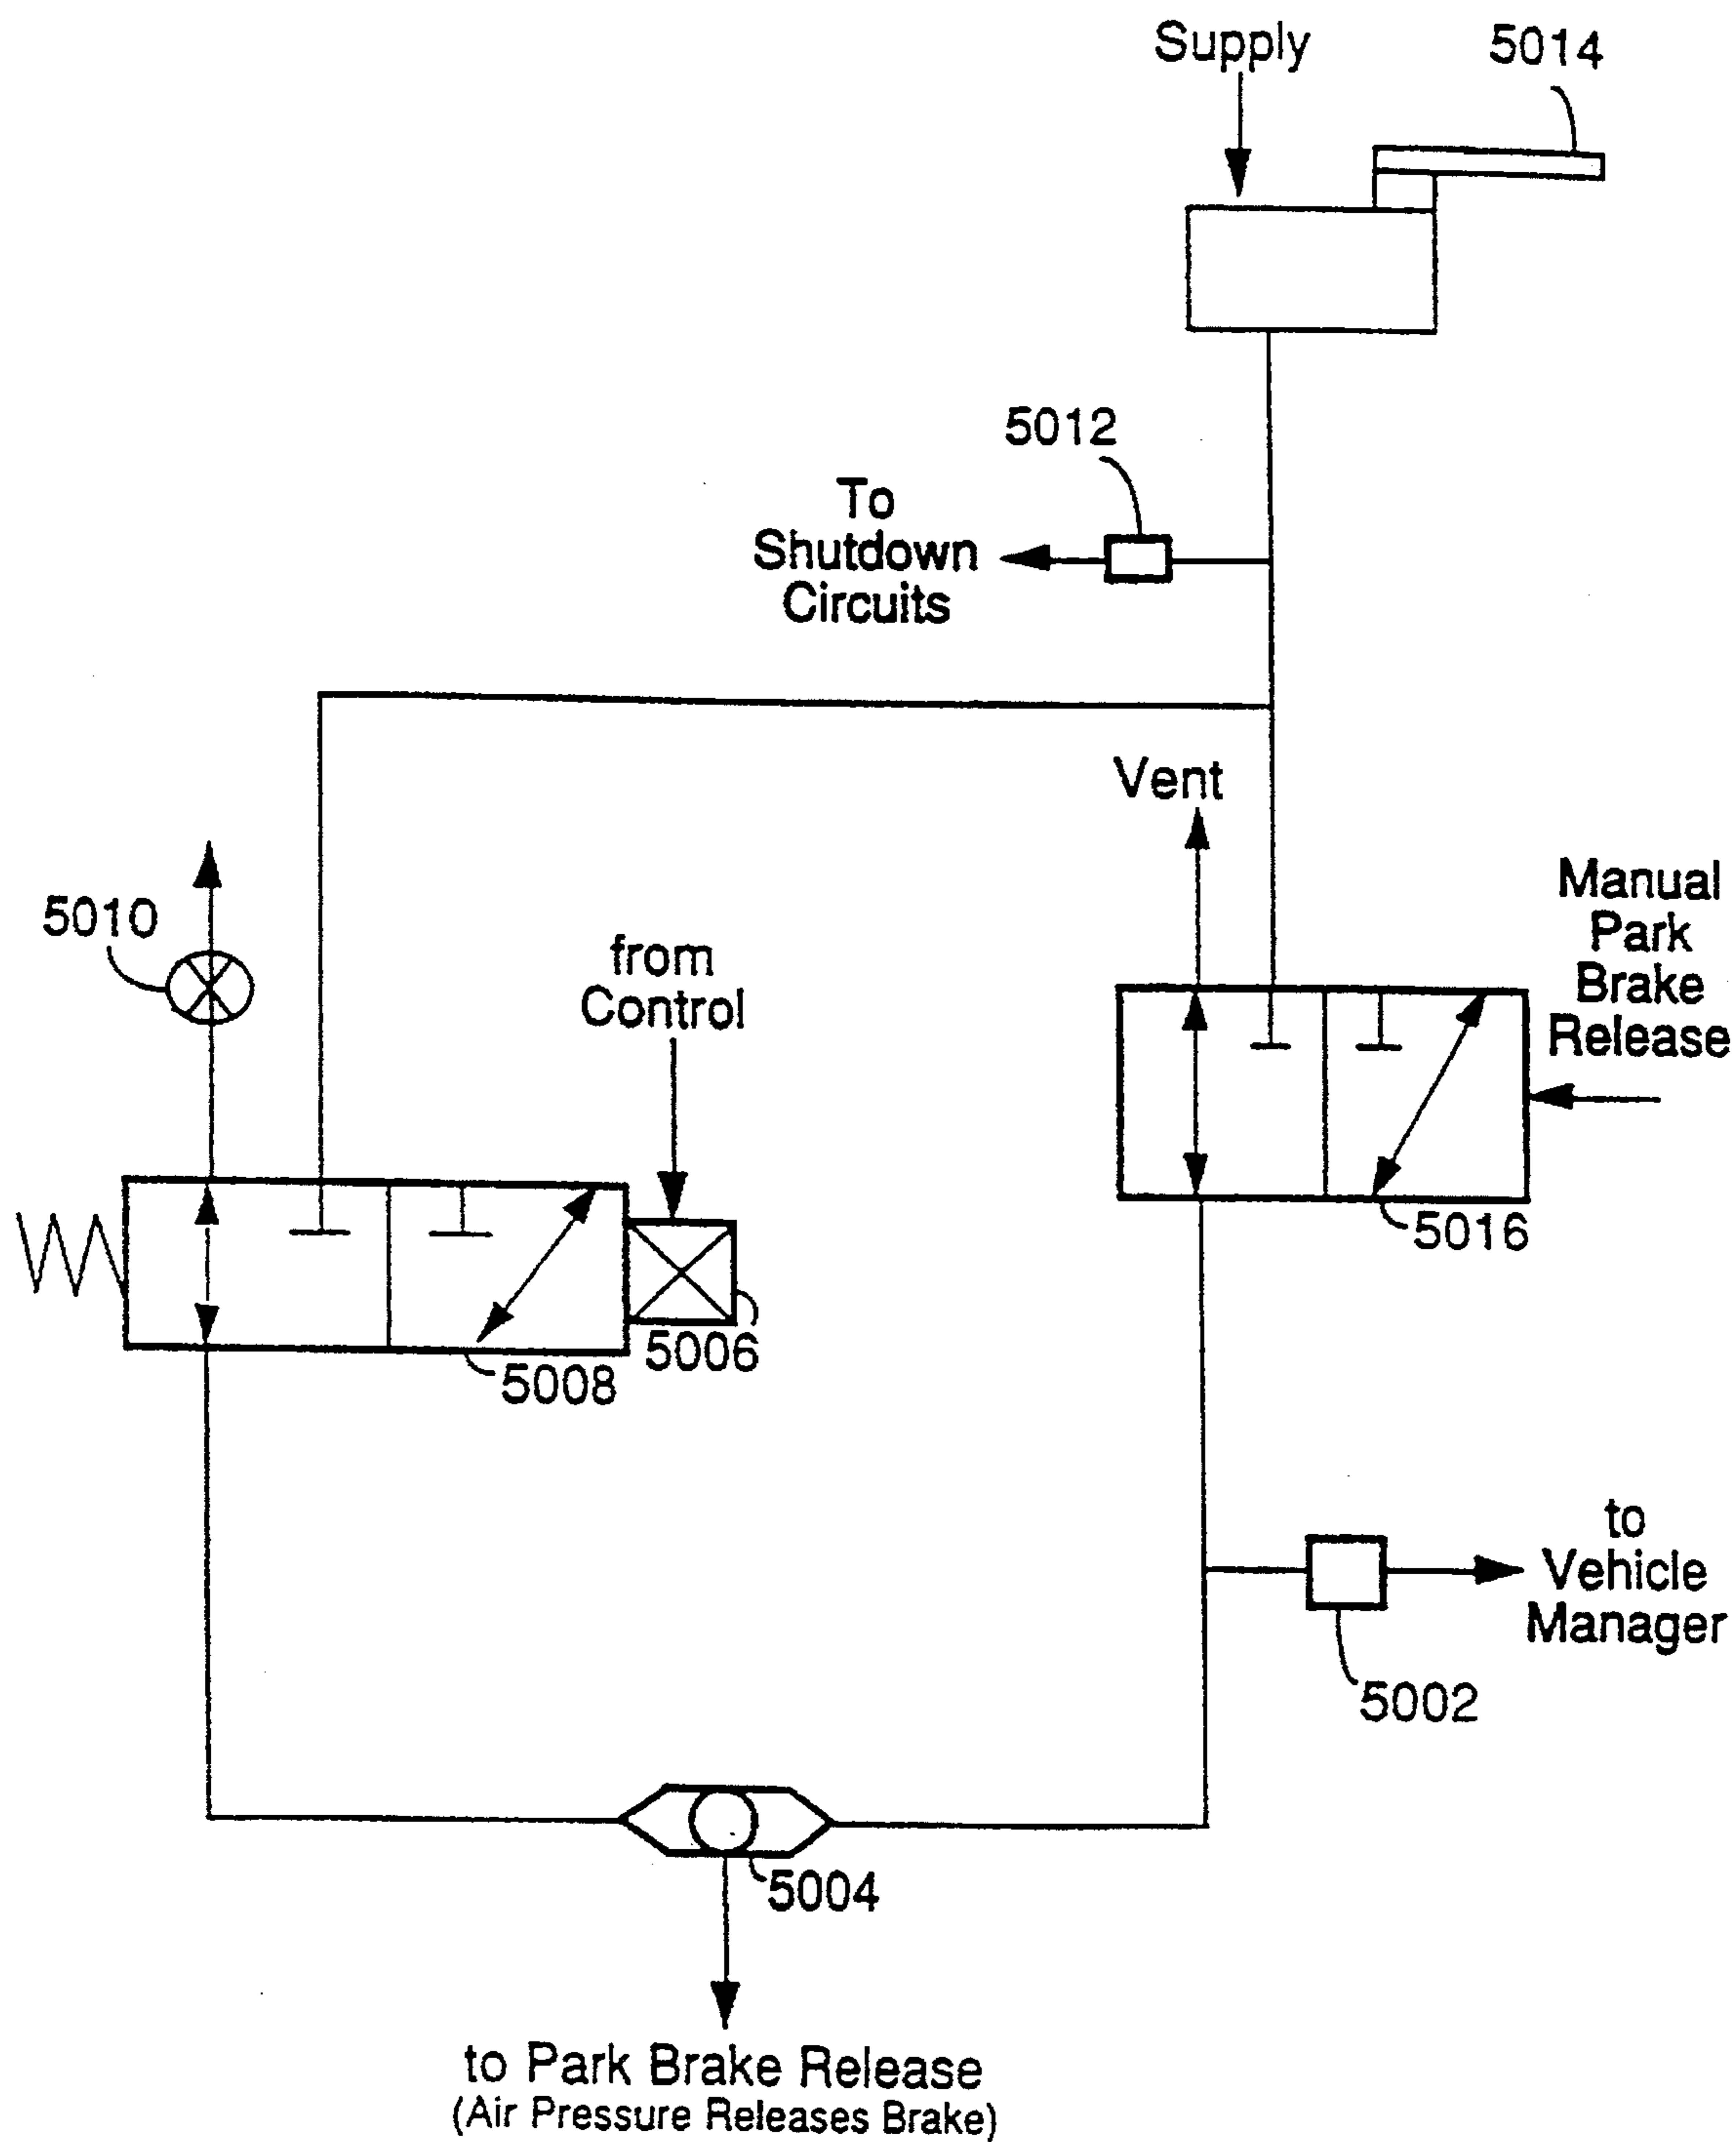 Supply
5014
5012
To
Shutdown
Circuits
Vent
Manual
Park
Brake
Release
5010
from
Control
5016
5006
5008
to
Vehicle
Manager
5002
5004
to Park Brake Release
(Air Pressure Releases Brake)